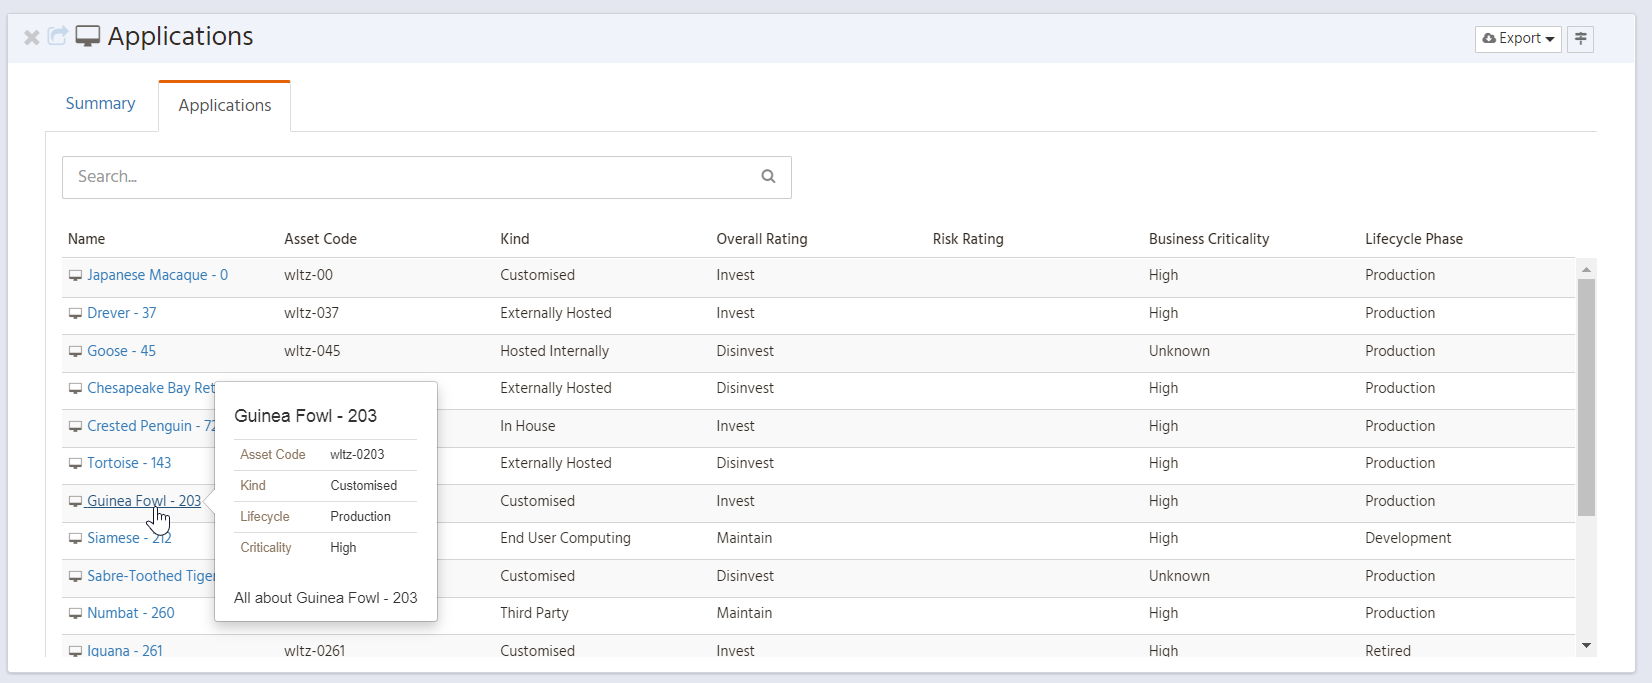 Applications
Export
Summary
Applications
Search...
Name Asset Code Kind Overall Rating Risk Rating Business Criticality Lifecycle Phase
Japanese Macaque - 0 wltz-00 Customised Invest High Production
Drever - 37 wltz-037 Externally Hosted Invest High Production
Goose - 45 wltz-045 Hosted Internally Disinvest Unknown Production
Chesapeake Bay Ret Externally Hosted Disinvest High Production
Crested Penguin - 72 In House Invest High Production
Tortoise - 143 Externally Hosted Disinvest High Production
Guinea Fowl - 203 Customised Invest High Production
Siamese - 212 End User Computing Maintain High Development
Sabre-Toothed Tiger Customised Disinvest Unknown Production
Numbat - 260 Third Party Maintain High Production
Iguana - 261 wltz-0261 Customised Invest High Retired
Guinea Fowl - 203
Asset Code wltz-0203
Kind Customised
Lifecycle Production
Criticality High
All about Guinea Fowl - 203